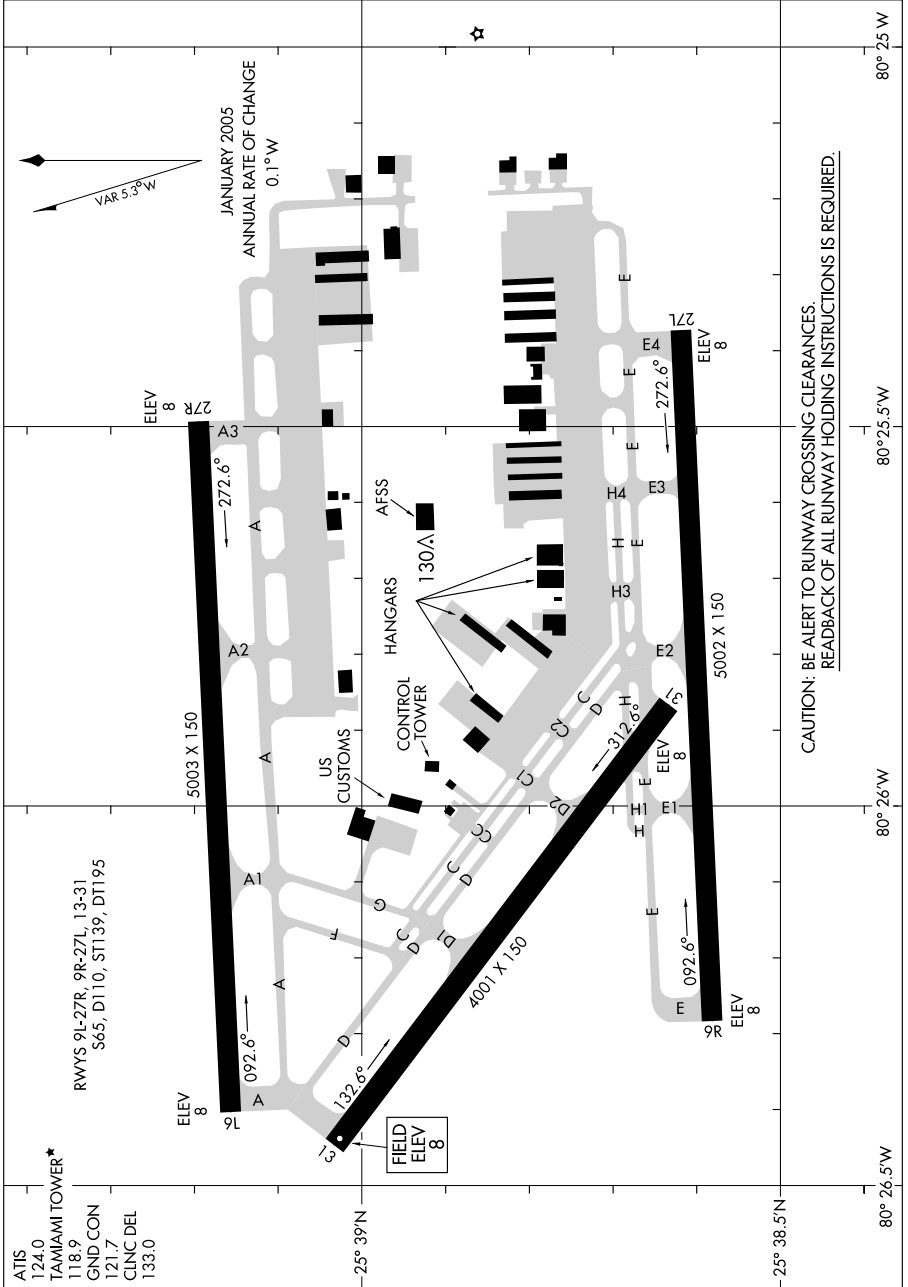 ATIS
124.0
TAMIAMI TOWER★
118.9
GND CON
121.7
CLNC DEL
133.0
RWYS 9L-27R, 9R-27L, 13-31
S65, D110, ST139, DT195
VAR 5.3° W
JANUARY 2005
ANNUAL RATE OF CHANGE
0.1° W
ELEV
8
9L
092.6°
A
5003 X 150
272.6°
ELEV
8
27R
A
A1
A
A2
A
A3
F
G
D
13
132.6°
FIELD
ELEV
8
US
CUSTOMS
CONTROL
TOWER
HANGARS
130
AFSS
C
D
D1
C
D
CC
C1
D2
C2
C
D
4001 X 150
312.6°
31
ELEV
8
H
H3
H
H4
E
E
E
E
E
E1
H1
H
E
E2
E3
E4
E
9R
ELEV
8
092.6°
5002 X 150
272.6°
27L
ELEV
8
25° 39'N
25° 38.5'N
80° 26.5'W
80° 26'W
80° 25.5'W
80° 25'W
CAUTION: BE ALERT TO RUNWAY CROSSING CLEARANCES.
READBACK OF ALL RUNWAY HOLDING INSTRUCTIONS IS REQUIRED.